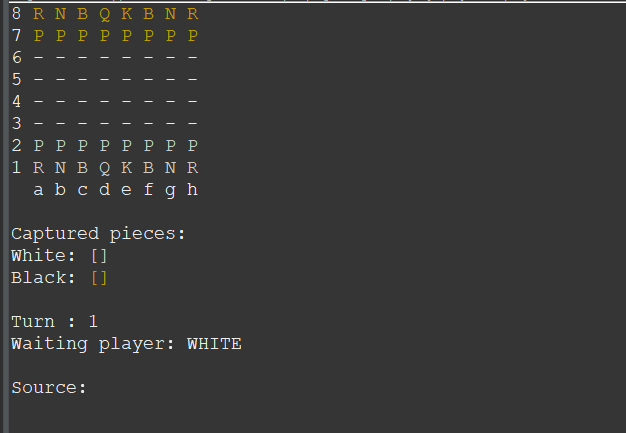 8 R N B Q K B N R
7 P P P P P P P P
6 - - - - - - - -
5 - - - - - - - -
4 - - - - - - - -
3 - - - - - - - -
2 P P P P P P P P
1 R N B Q K B N R
a b c d e f g h
Captured pieces:
White: []
Black: []
Turn : 1
Waiting player: WHITE
Source: